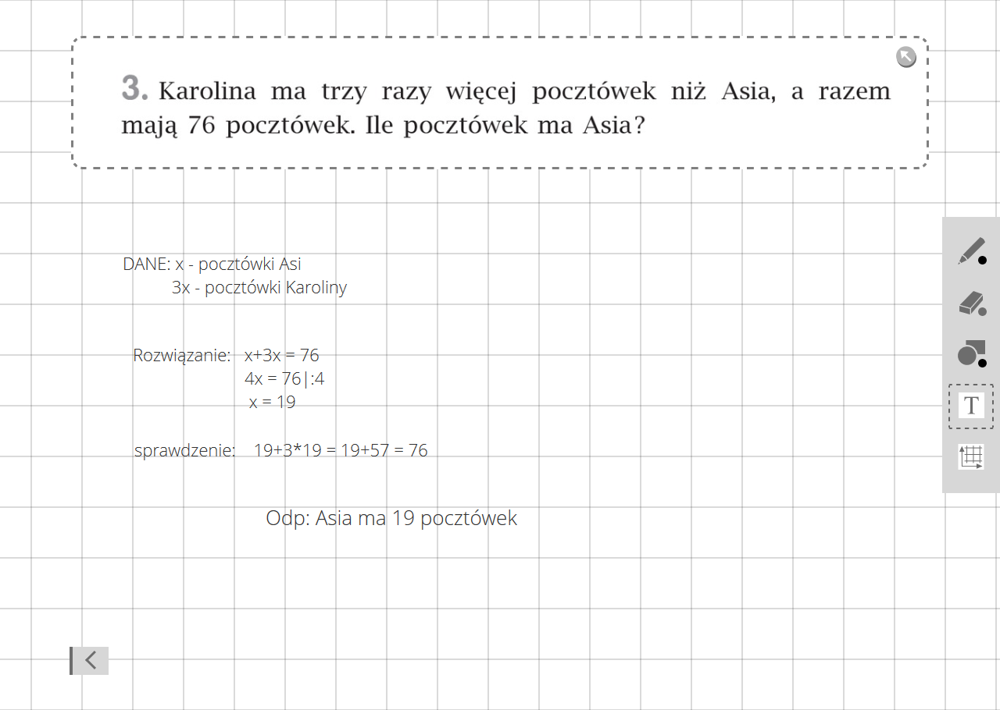 3. Karolina ma trzy razy więcej pocztówek niż Asia, a razem
mają 76 pocztówek. Ile pocztówek ma Asia?
DANE: x - pocztówki Asi
3x - pocztówki Karoliny
Rozwiązanie: x+3x = 76
4x = 76|:4
x = 19
sprawdzenie: 19+3*19 = 19+57 = 76
Odp: Asia ma 19 pocztówek
T